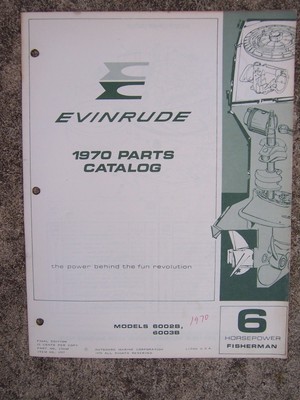 EVINRUDE
1970 PARTS
CATALOG
the power behind the fun revolution
MODELS 6002B,
6003B
1970
6
HORSEPOWER
FISHERMAN